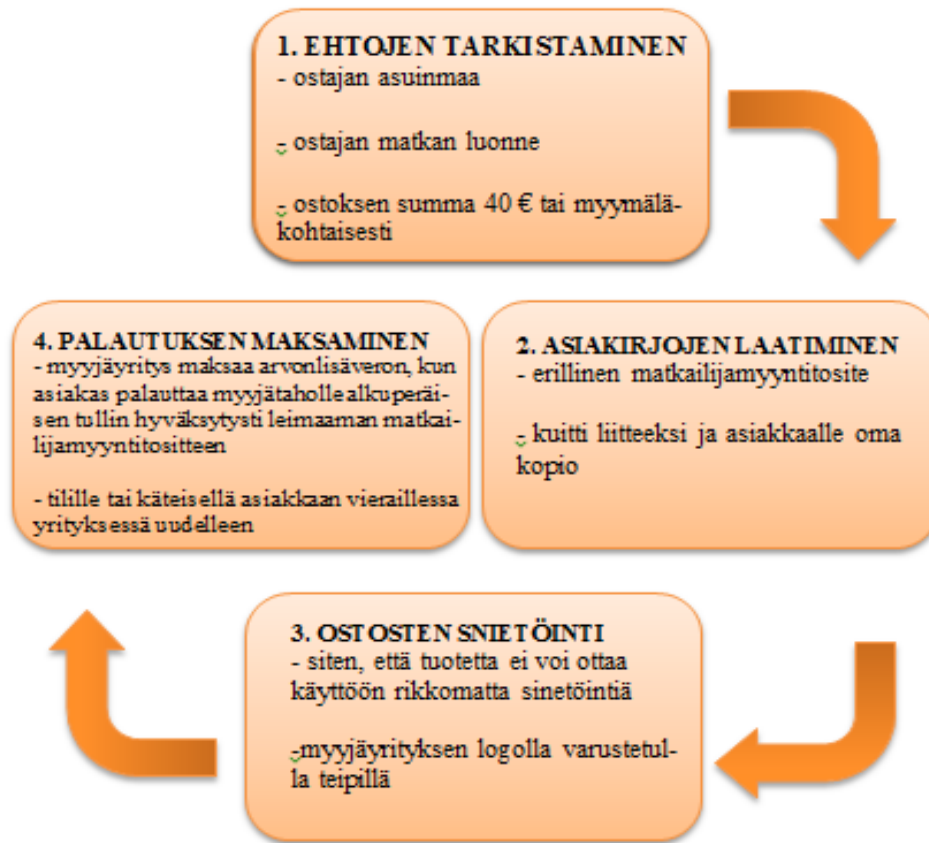 1. EHTOJEN TARKISTAMINEN
- ostajan asuinmaa
- ostajan matkan luonne
- ostoksen summa 40 € tai myymälä-
kohtaisesti
2. ASIAKIRJOJEN LAATIMINEN
- erillinen matkailijamyyntitosite
- kuitti liitteeksi ja asiakkaalle oma
kopio
3. OSTOSTEN SNIETÖINTI
- siten, että tuotetta ei voi ottaa
käyttöön rikkomatta sinetöintiä
-myyjäyrityksen logolla varustetul-
la teipillä
4. PALAUTUKSEN MAKSAMINEN
- myyjäyritys maksaa arvonlisäveron, kun
asiakas palauttaa myyjätaholle alkuperäi-
sen tullin hyväksytysti leimaaman matkai-
lijamyyntitositteen
- tilille tai käteisellä asiakkaan vieraillessa
yrityksessä uudelleen